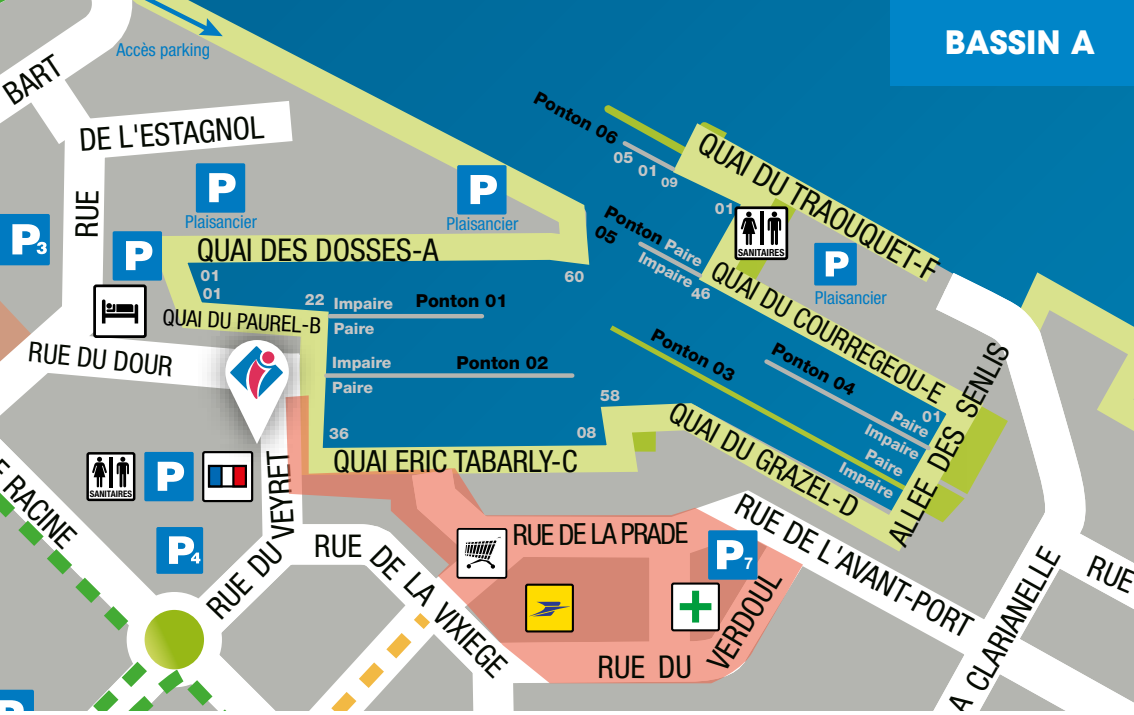 BASSIN A
Accès parking
BART
DE L'ESTAGNOL
RUE
P
Plaisancier
P
Plaisancier
P3
P
QUAI DES DOSSES-A
01
01
60
22
QUAI DU PAUREL-B
Impaire
Ponton 01
Paire
Impaire
Ponton 02
Paire
36
08
58
QUAI ERIC TABARLY-C
RUE DU DOUR
Ponton 06
05
01
09
QUAI DU TRAOUQUET-F
01
SANITAIRES
P
Plaisancier
Ponton
05
Paire
Impaire
46
QUAI DU COURREGEOU-E
Ponton 03
Ponton 04
01
Paire
Impaire
Paire
Impaire
QUAI DU GRAZEL-D
ALLEE DES SENLIS
SANITAIRES
P
P4
E RACINE
RUE DU VEYRET
RUE DE LA VIXIEGE
RUE DE LA PRADE
P7
RUE DU VERDOUL
RUE DE L'AVANT-PORT
A CLARIANELLE
RUE
P